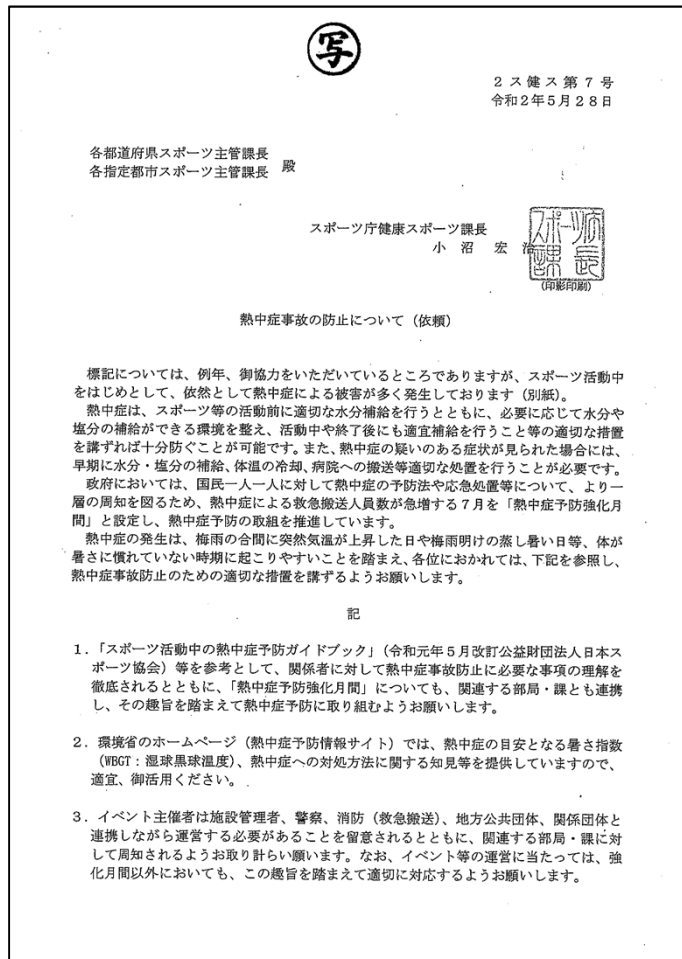 写
2ス健ス第7号
令和2年5月28日
各都道府県スポーツ主管課長
各指定都市スポーツ主管課長 殿
スポーツ庁健康スポーツ課長
小沼 宏治
(印影印刷)
熱中症事故の防止について(依頼)
標記については、例年、御協力をいただいているところでありますが、スポーツ活動中
をはじめとして、依然として熱中症による被害が多く発生しております(別紙)。
熱中症は、スポーツ等の活動前に適切な水分補給を行うとともに、必要に応じて水分や
塩分の補給ができる環境を整え、活動中や終了後にも適宜補給を行うこと等の適切な措置
を講ずれば十分防ぐことが可能です。また、熱中症の疑いのある症状が見られた場合には、
早期に水分・塩分の補給、体温の冷却、病院への搬送等適切な処置を行うことが必要です。
政府においては、国民一人一人に対して熱中症の予防法や応急処置等について、より一
層の周知を図るため、熱中症による救急搬送人員数が急増する7月を「熱中症予防強化月
間」と設定し、熱中症予防の取組を推進しています。
熱中症の発生は、梅雨の合間に突然気温が上昇した日や梅雨明けの蒸し暑い日等、体が
暑さに慣れていない時期に起こりやすいことを踏まえ、各位におかれては、下記を参照し、
熱中症事故防止のための適切な措置を講ずるようお願いします。
記
1.「スポーツ活動中の熱中症予防ガイドブック」(令和元年5月改訂公益財団法人日本ス
ポーツ協会)等を参考として、関係者に対して熱中症事故防止に必要な事項の理解を
徹底されるとともに、「熱中症予防強化月間」についても、関連する部局・課とも連携
し、その趣旨を踏まえて熱中症予防に取り組むようお願いします。
2.環境省のホームページ(熱中症予防情報サイト)では、熱中症の目安となる暑さ指数
(WBGT:湿球黒球温度)、熱中症への対処方法に関する知見等を提供していますので、
適宜、御活用ください。
3.イベント主催者は施設管理者、警察、消防(救急搬送)、地方公共団体、関係団体と
連携しながら運営する必要があることを留意されるとともに、関連する部局・課に対
して周知されるようお取り計らい願います。なお、イベント等の運営に当たっては、強
化月間以外においても、この趣旨を踏まえて適切に対応するようお願いします。